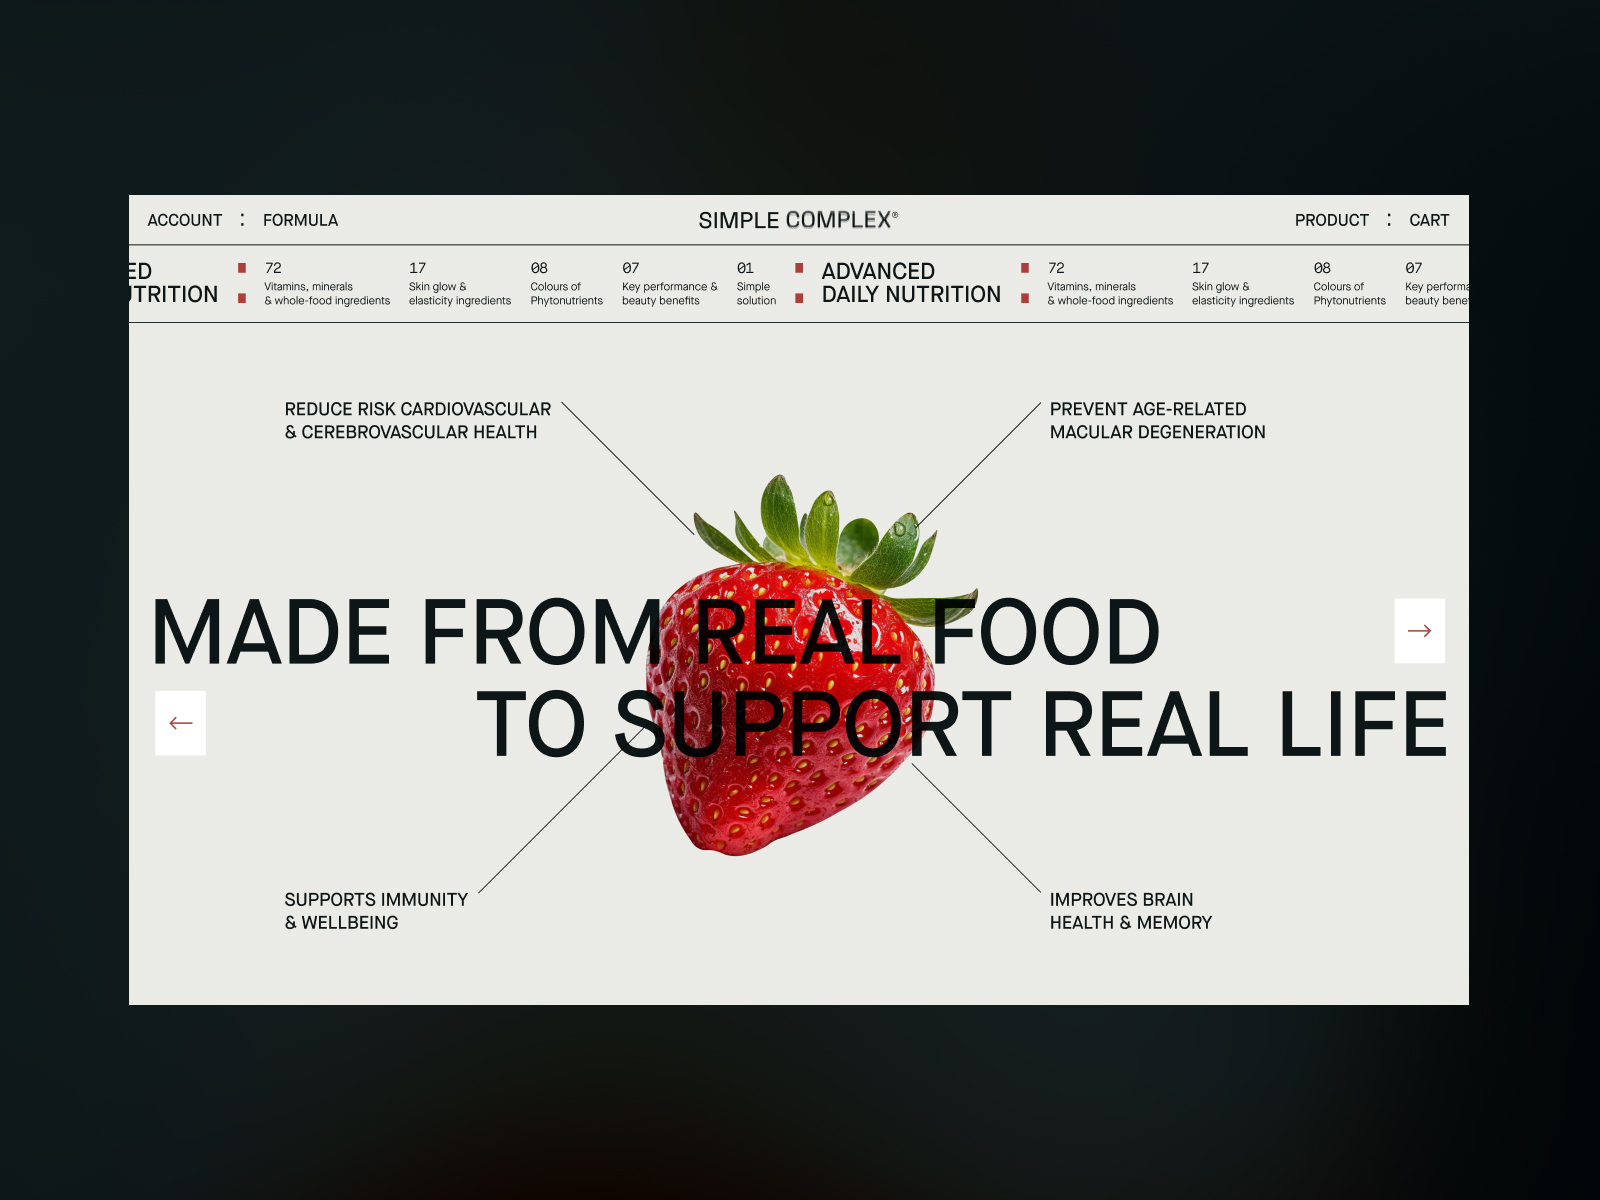 ACCOUNT : FORMULA
SIMPLE COMPLEX®
PRODUCT : CART
ED
UTRITION
72
Vitamins, minerals
& whole-food ingredients
17
Skin glow &
elasticity ingredients
08
Colours of
Phytonutrients
07
Key performance &
beauty benefits
01
Simple
solution
ADVANCED
DAILY NUTRITION
72
Vitamins, minerals
& whole-food ingredients
17
Skin glow &
elasticity ingredients
08
Colours of
Phytonutrients
07
Key performa
beauty benef
REDUCE RISK CARDIOVASCULAR
& CEREBROVASCULAR HEALTH
PREVENT AGE-RELATED
MACULAR DEGENERATION
MADE FROM REAL FOOD
→
←
TO SUPPORT REAL LIFE
SUPPORTS IMMUNITY
& WELLBEING
IMPROVES BRAIN
HEALTH & MEMORY